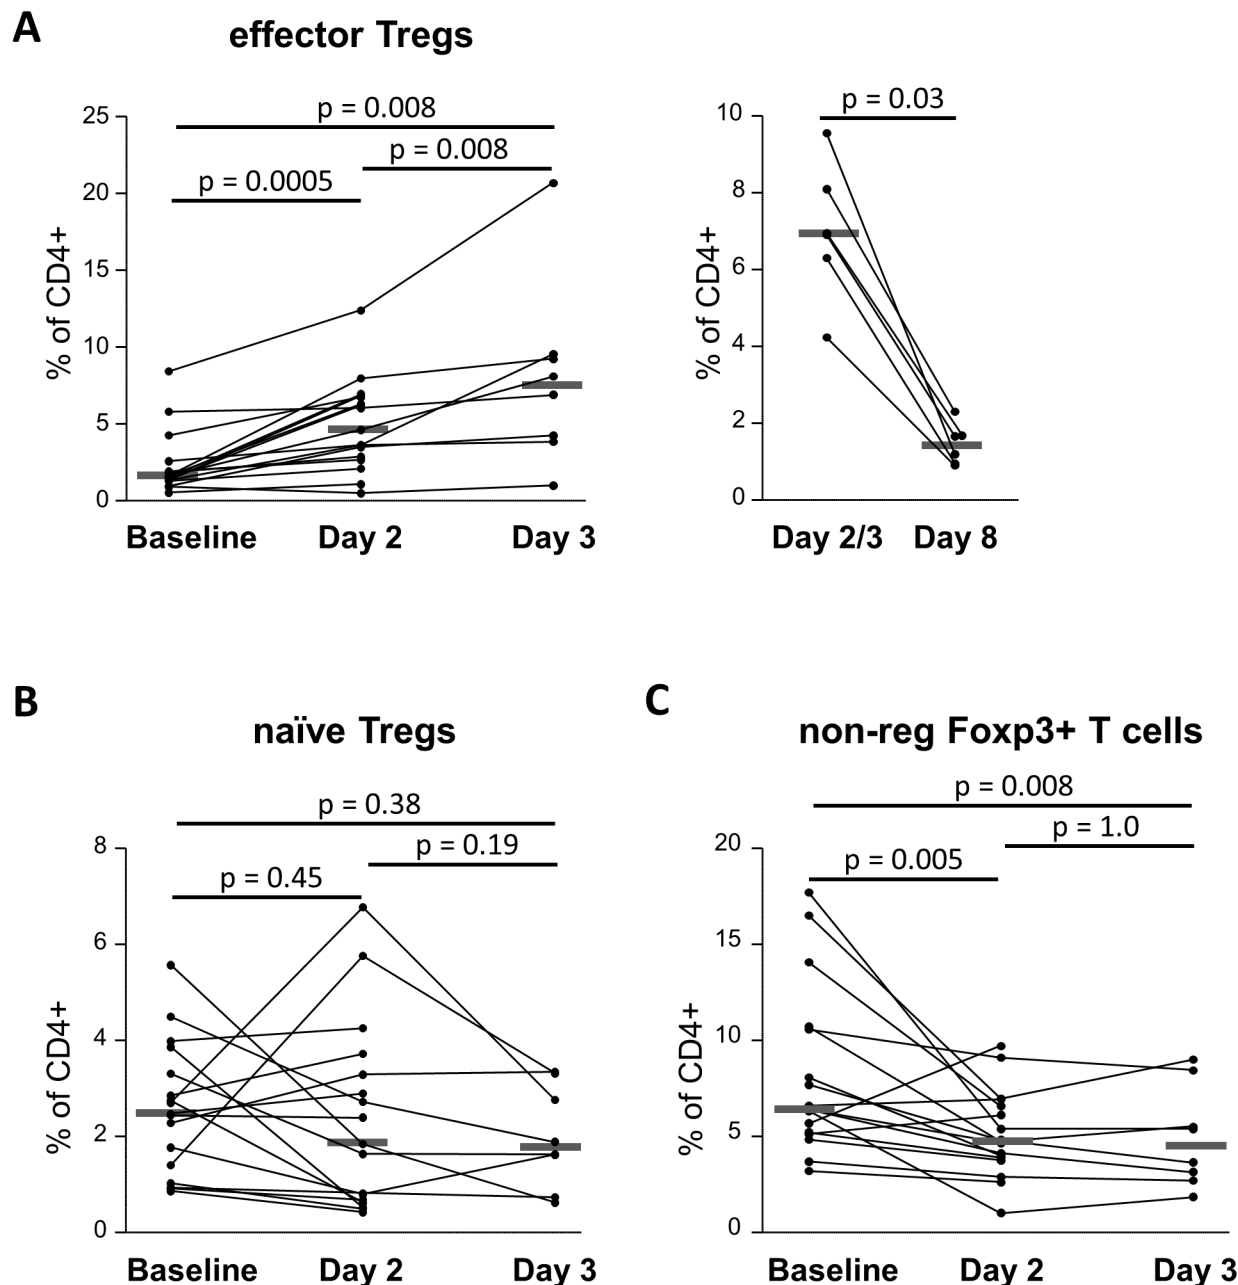 A
effector Tregs
p = 0.008
p = 0.008
p = 0.0005
25
20
15
10
5
0
% of CD4+
Baseline Day 2 Day 3
p = 0.03
10
8
6
4
2
0
% of CD4+
Day 2/3 Day 8
B
naïve Tregs
p = 0.38
p = 0.19
p = 0.45
8
6
4
2
0
% of CD4+
Baseline Day 2 Day 3
C
non-reg Foxp3+ T cells
p = 0.008
p = 1.0
p = 0.005
20
15
10
5
0
% of CD4+
Baseline Day 2 Day 3